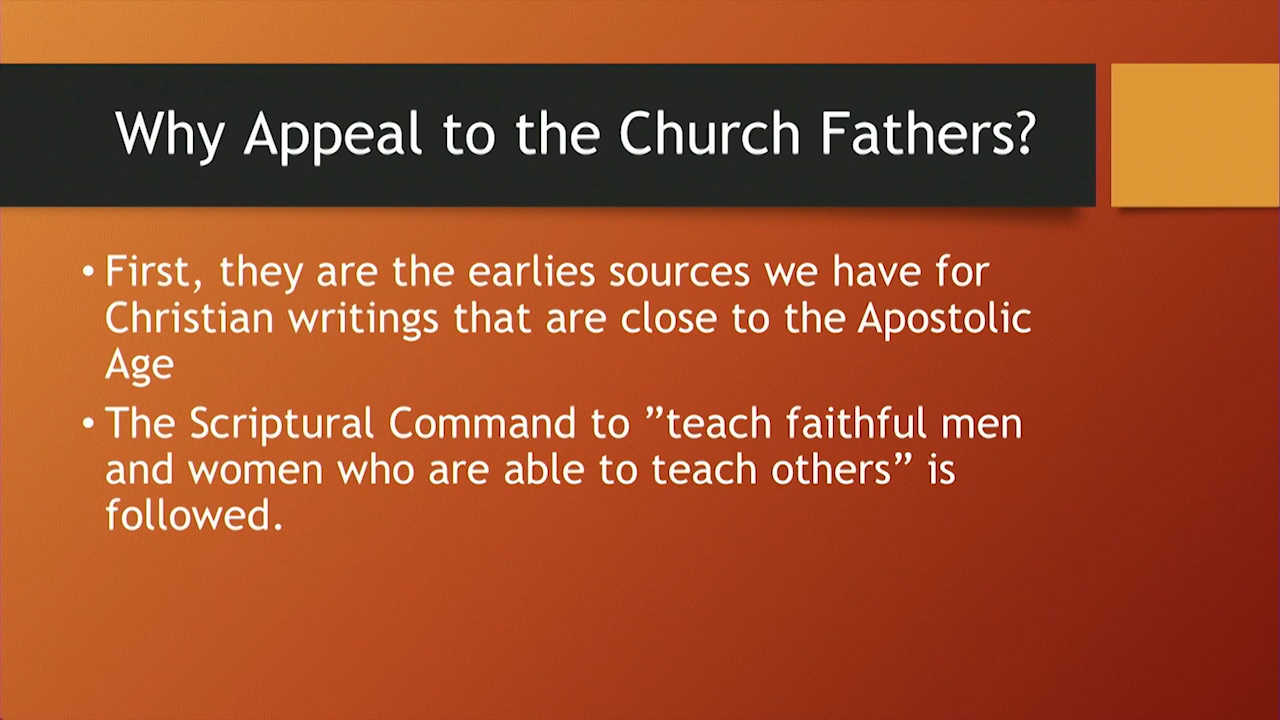 Why Appeal to the Church Fathers?
• First, they are the earlies sources we have for
Christian writings that are close to the Apostolic
Age
• The Scriptural Command to ”teach faithful men
and women who are able to teach others” is
followed.